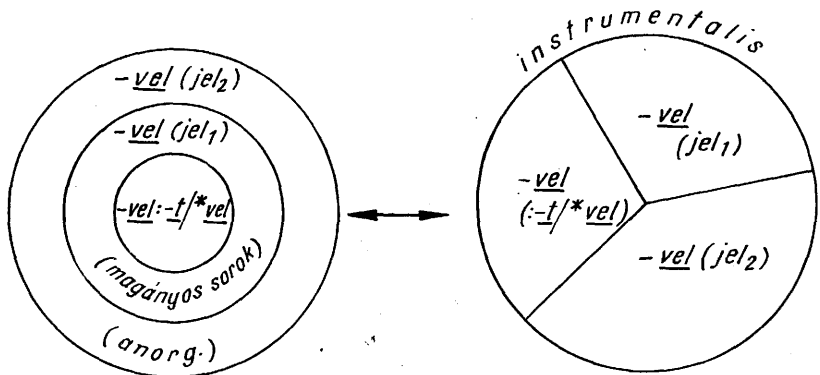 -vel (jel₂)
-vel (jel₁)
-vel:-t/*vel
(magányos sorok)
(anorg.)
instrumentalis
-vel
(jel₁)
-vel
(:-t/*vel)
-vel (jel₂)